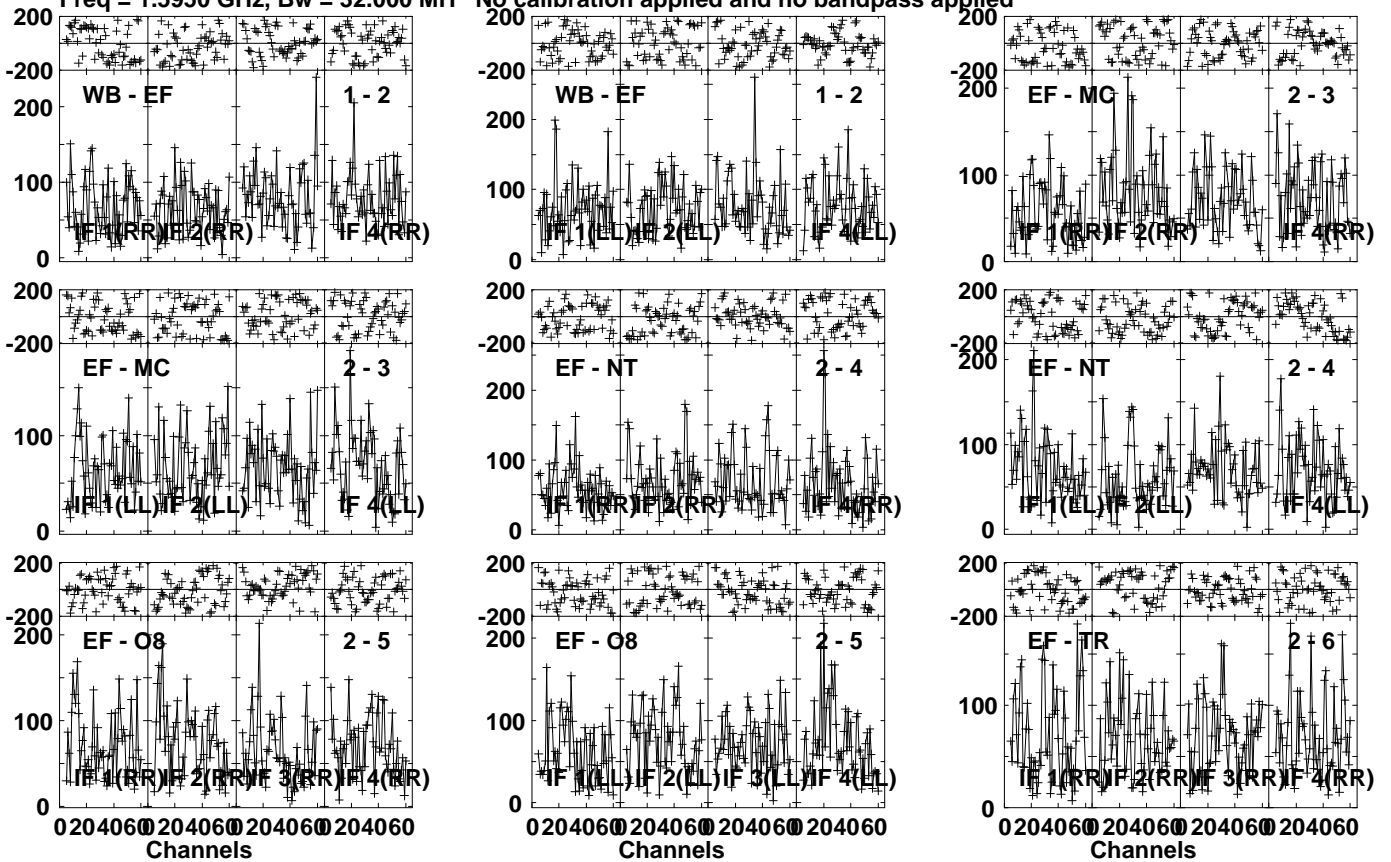 Freq = 1.5950 GHz, Bw = 32.000 MH No calibration applied and no bandpass applied
200
-200
WB - EF 1 - 2
200
100
0
IF 1(RR) IF 2(RR) IF 4(RR)
WB - EF 1 - 2
200
100
0
IF 1(LL) IF 2(LL) IF 4(LL)
200
-200
EF - MC 2 - 3
200
100
0
IF 1(RR) IF 2(RR) IF 4(RR)
200
-200
EF - MC 2 - 3
100
0
IF 1(LL) IF 2(LL) IF 4(LL)
200
-200
EF - NT 2 - 4
200
100
0
IF 1(RR) IF 2(RR) IF 4(RR)
200
-200
EF - NT 2 - 4
200
100
0
IF 1(LL) IF 2(LL) IF 4(LL)
200
-200
EF - O8 2 - 5
200
100
0
IF 1(RR) IF 2(RR) IF 3(RR) IF 4(RR)
0 20 40 60 0 20 40 60 0 20 40 60 0 20 40 60
Channels
200
-200
EF - O8 2 - 5
200
100
0
IF 1(LL) IF 2(LL) IF 3(LL) IF 4(LL)
0 20 40 60 0 20 40 60 0 20 40 60 0 20 40 60
Channels
200
-200
EF - TR 2 - 6
100
0
IF 1(RR) IF 2(RR) IF 3(RR) IF 4(RR)
0 20 40 60 0 20 40 60 0 20 40 60 0 20 40 60
Channels